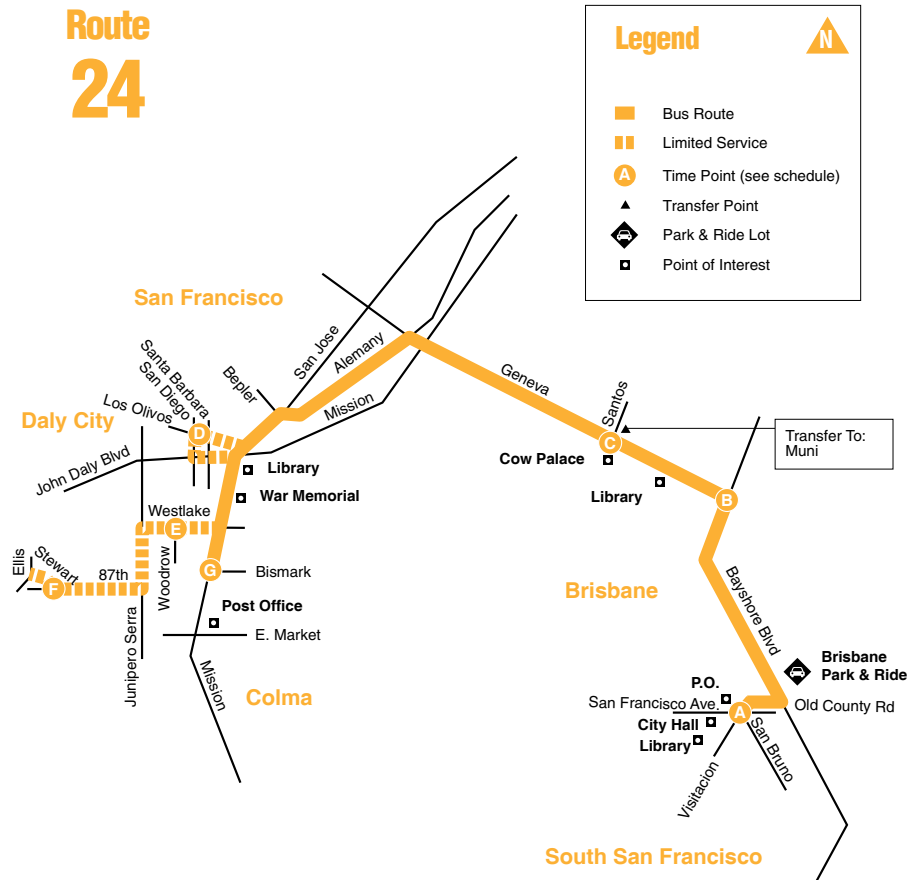 Route
24
Legend
N
Bus Route
Limited Service
A
Time Point (see schedule)
Transfer Point
Park & Ride Lot
Point of Interest
San Francisco
San Jose
Alemany
Mission
Bepler
Santa Barbara
San Diego
Los Olivos
Daly City
D
John Daly Blvd
Library
War Memorial
Westlake
E
Woodrow
Ellis
Stewart
87th
F
G
Bismark
Junipero Serra
Post Office
E. Market
Mission
Colma
Geneva
Santos
C
Cow Palace
Library
Transfer To:
Muni
B
Brisbane
Bayshore Blvd
Brisbane
Park & Ride
P.O.
San Francisco Ave.
Old County Rd
A
City Hall
Library
San Bruno
Visitacion
South San Francisco